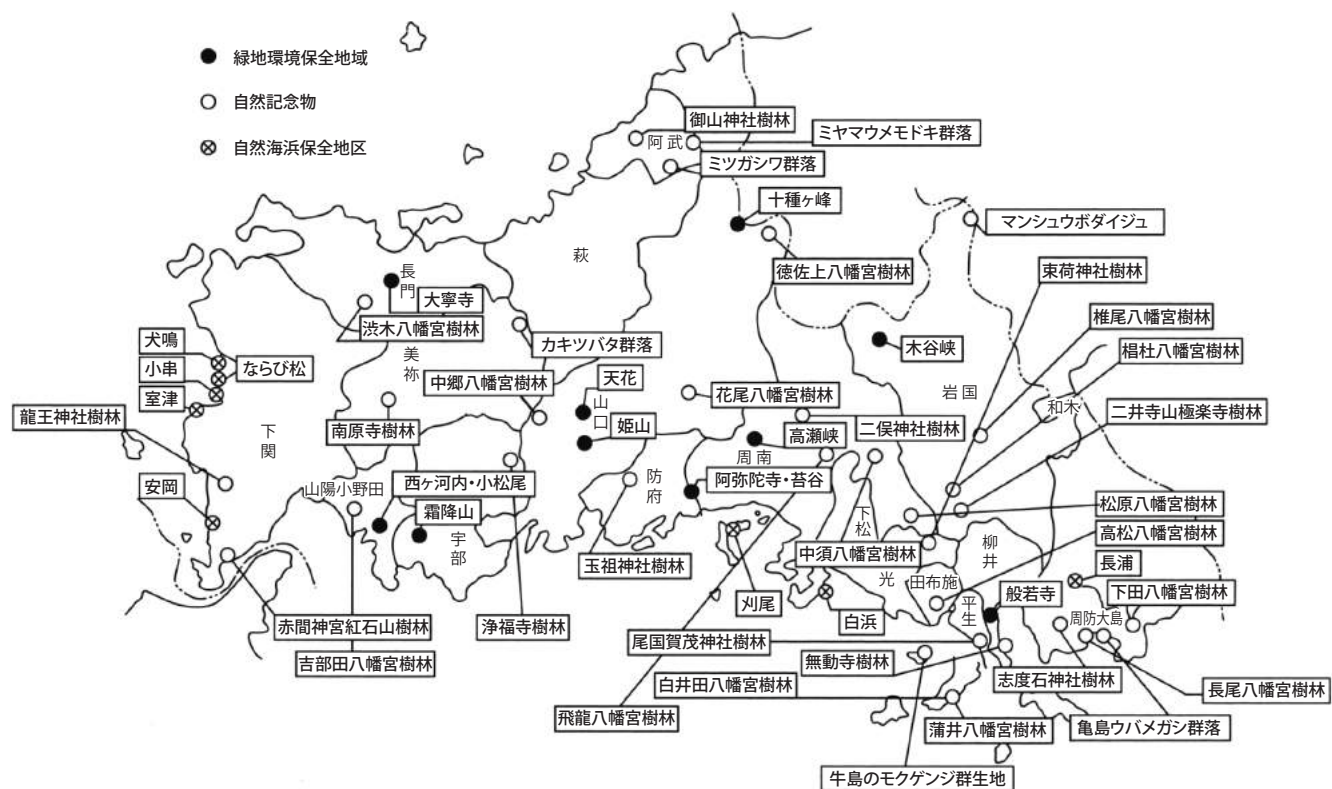 緑地環境保全地域
自然記念物
自然海浜保全地区
御山神社樹林
阿武
ミヤマウメモドキ群落
ミツガシワ群落
十種ヶ峰
マンシュウボダイジュ
萩
徳佐上八幡宮樹林
束荷神社樹林
長門
大寧寺
渋木八幡宮樹林
カキツバタ群落
木谷峡
椎尾八幡宮樹林
椙杜八幡宮樹林
犬鳴
小串
室津
ならび松
美祢
中郷八幡宮樹林
天花
山口
姫山
花尾八幡宮樹林
岩国
和木
二井寺山極楽寺樹林
龍王神社樹林
下関
南原寺樹林
高瀬峡
二俣神社樹林
周南
安岡
山陽小野田
西ヶ河内・小松尾
霜降山
宇部
防府
阿弥陀寺・苔谷
下松
松原八幡宮樹林
高松八幡宮樹林
玉祖神社樹林
中須八幡宮樹林
柳井
長浦
光
田布施
般若寺
下田八幡宮樹林
刈尾
白浜
平生
周防大島
赤間神宮紅石山樹林
浄福寺樹林
尾国賀茂神社樹林
吉部田八幡宮樹林
無動寺樹林
白井田八幡宮樹林
志度石神社樹林
長尾八幡宮樹林
飛龍八幡宮樹林
蒲井八幡宮樹林
亀島ウバメガシ群落
牛島のモクゲンジ群生地